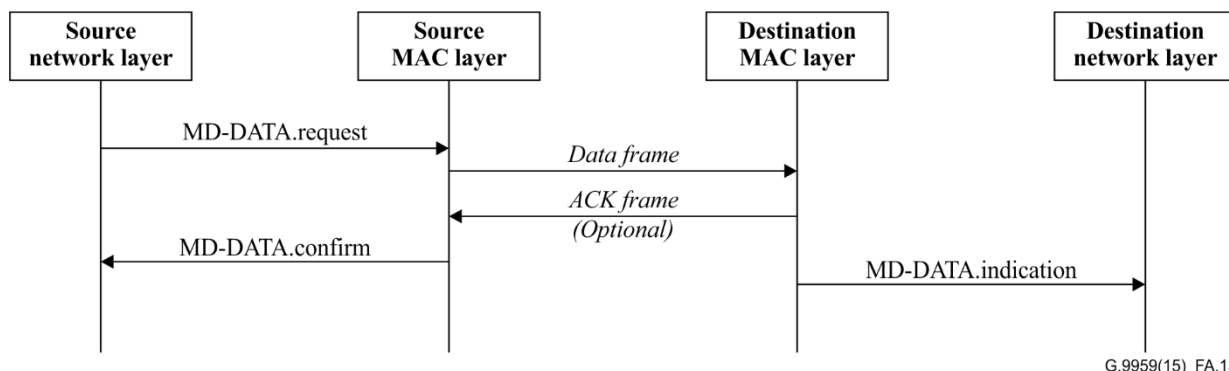 Source
network layer
Source
MAC layer
Destination
MAC layer
Destination
network layer
MD-DATA.request
Data frame
ACK frame
(Optional)
MD-DATA.confirm
MD-DATA.indication
G.9959(15)_FA.1